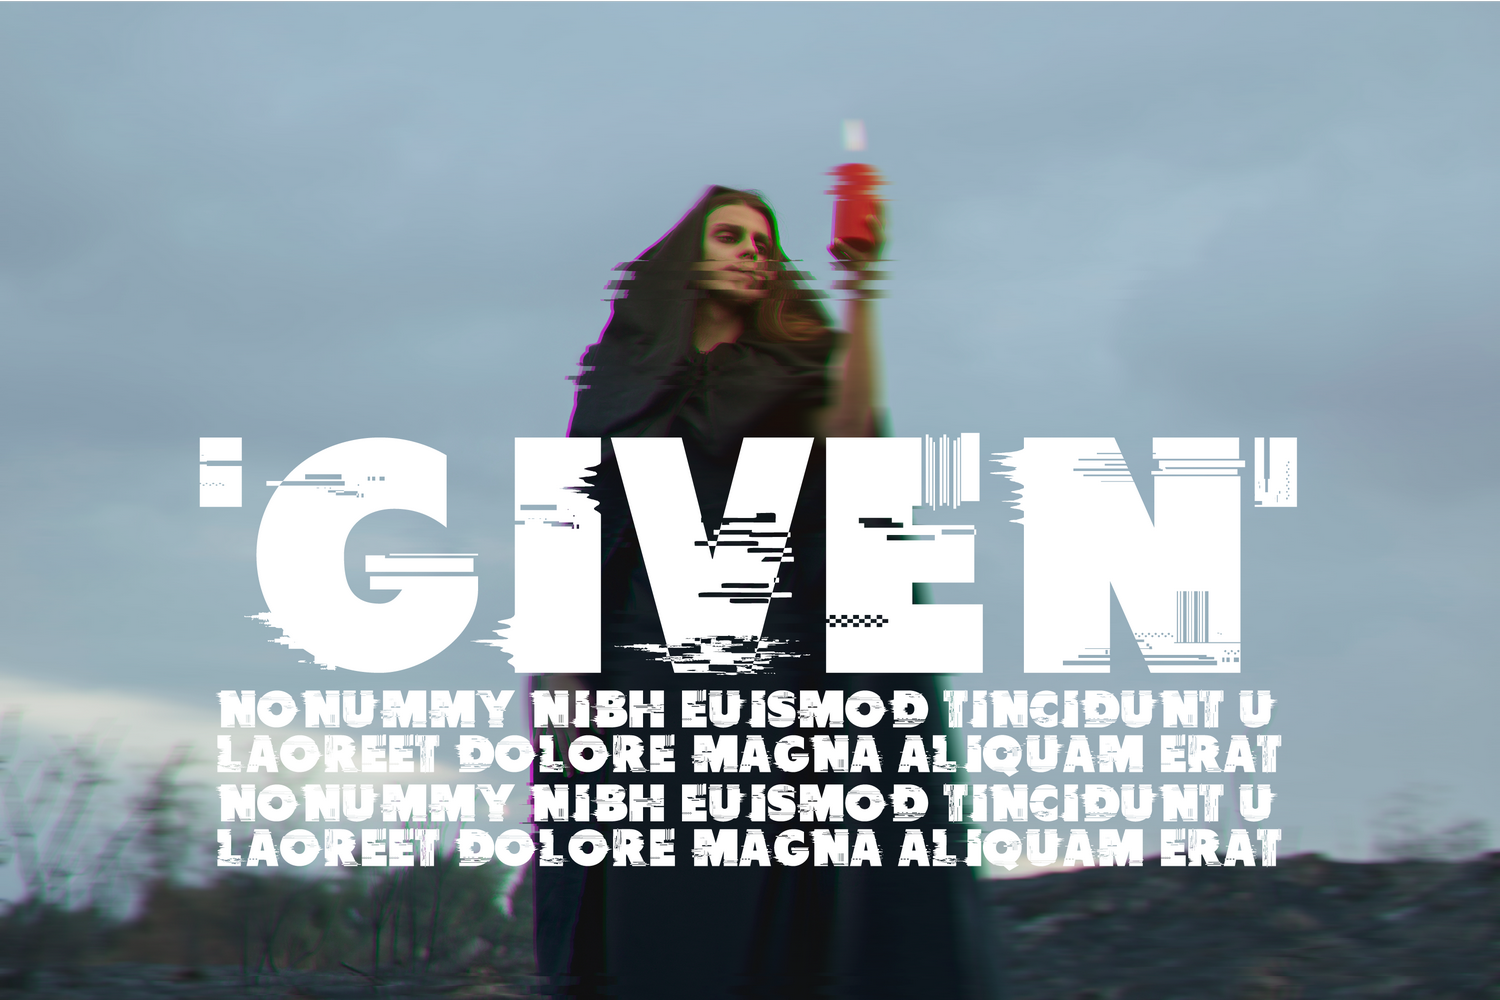 'GIVEN'
NONUMMY NIBH EUISMOD TINCIDUNT U
LAOREET DOLORE MAGNA ALIQUAM ERAT
NONUMMY NIBH EUISMOD TINCIDUNT U
LAOREET DOLORE MAGNA ALIQUAM ERAT